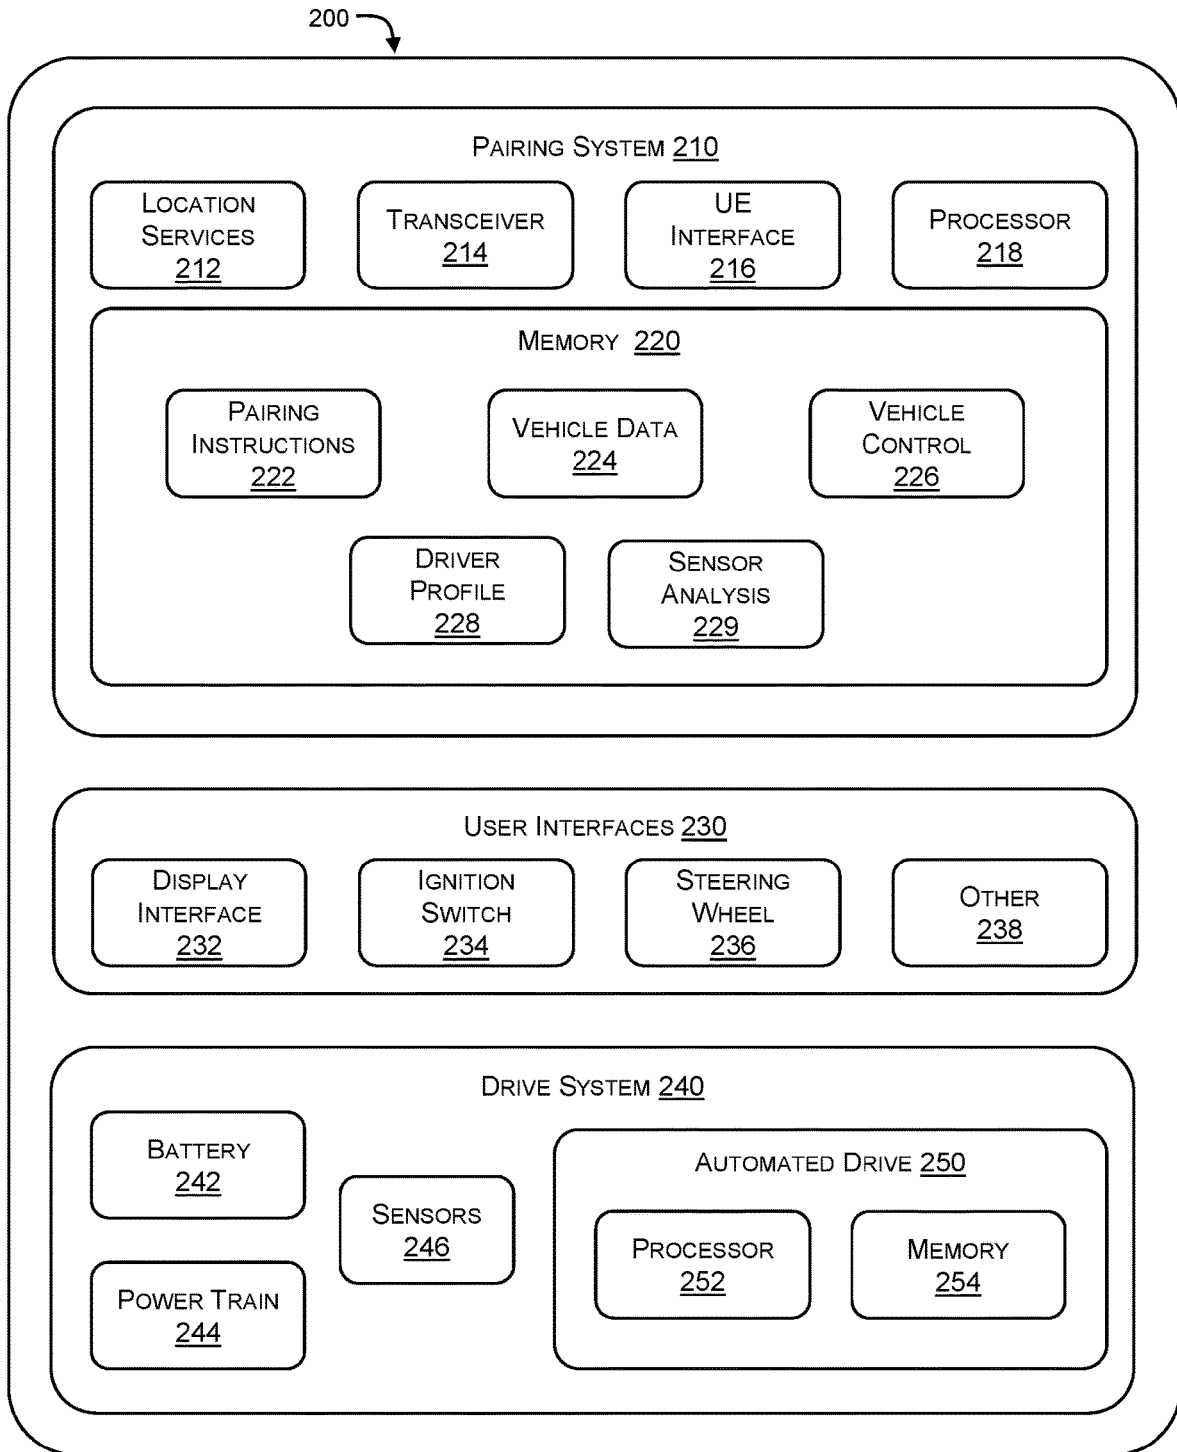 200
PAIRING SYSTEM 210
LOCATION
SERVICES
212
TRANSCEIVER
214
UE
INTERFACE
216
PROCESSOR
218
MEMORY 220
PAIRING
INSTRUCTIONS
222
VEHICLE DATA
224
VEHICLE
CONTROL
226
DRIVER
PROFILE
228
SENSOR
ANALYSIS
229
USER INTERFACES 230
DISPLAY
INTERFACE
232
IGNITION
SWITCH
234
STEERING
WHEEL
236
OTHER
238
DRIVE SYSTEM 240
BATTERY
242
POWER TRAIN
244
SENSORS
246
AUTOMATED DRIVE 250
PROCESSOR
252
MEMORY
254